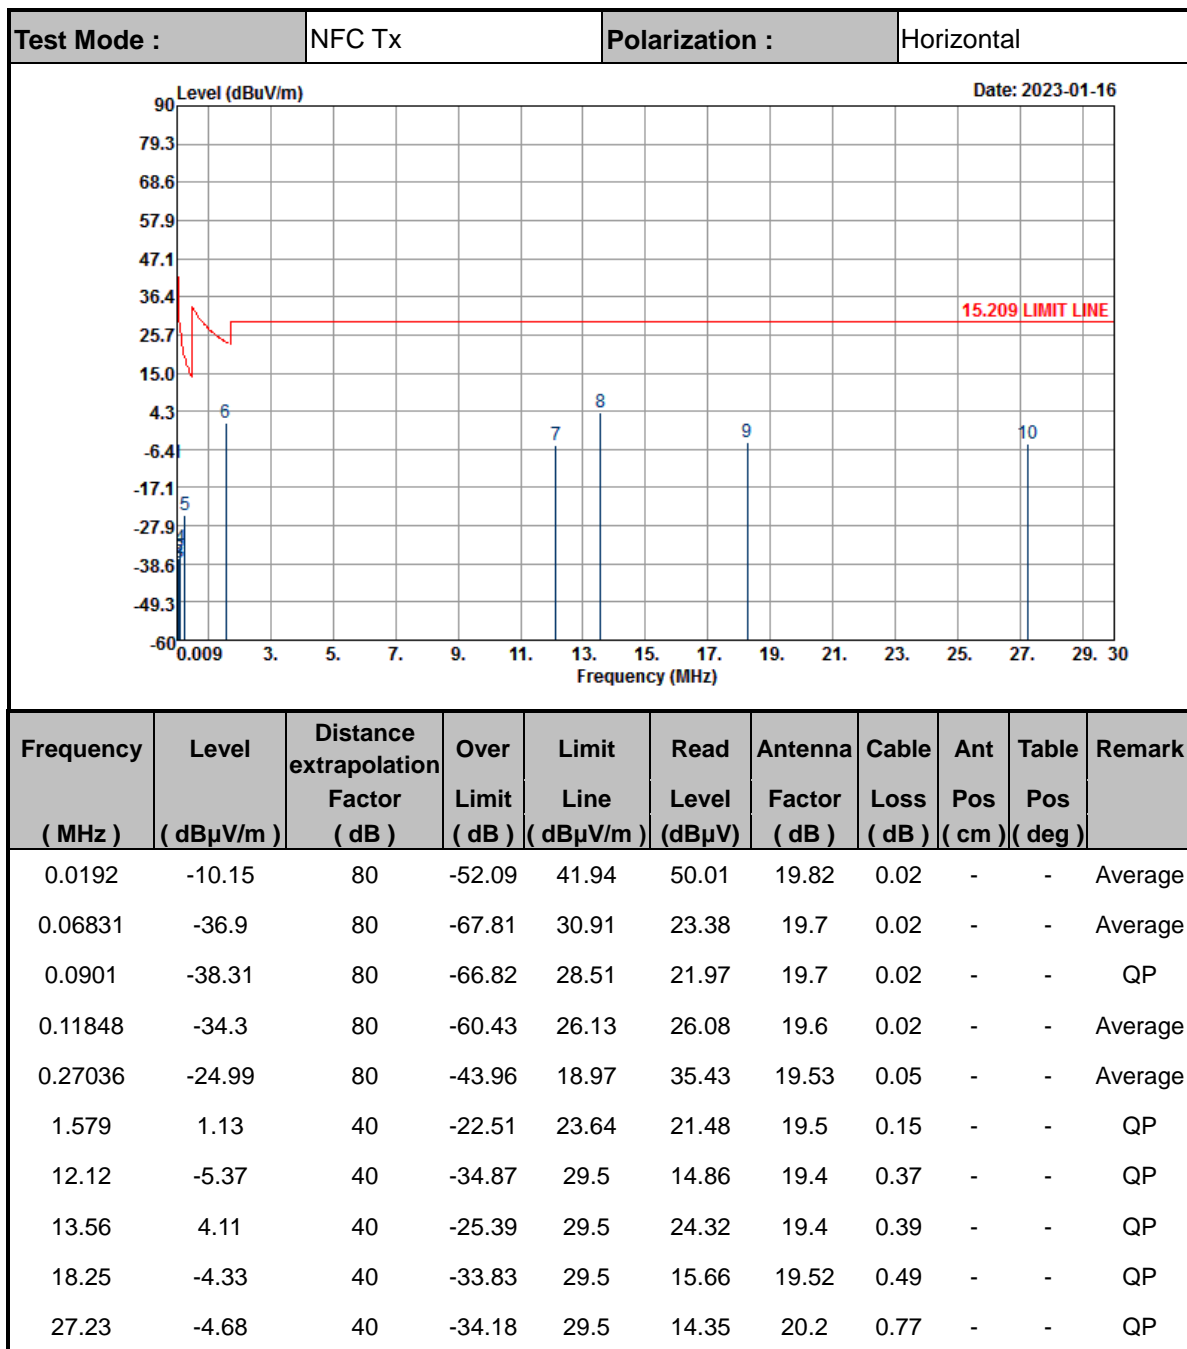 Test Mode : NFC Tx Polarization : Horizontal
Level (dBuV/m) Date: 2023-01-16
90
79.3
68.6
57.9
47.1
36.4
25.7
15.0
4.3
-6.4
-17.1
-27.9
-38.6
-49.3
-60
15.209 LIMIT LINE
5
6
7
8
9
10
0.009 3. 5. 7. 9. 11. 13. 15. 17. 19. 21. 23. 25. 27. 29. 30
Frequency (MHz)
Frequency Level Distance extrapolation Over Limit Read Antenna Cable Ant Table Remark
Factor Limit Line Level Factor Loss Pos Pos
( MHz ) ( dBµV/m ) ( dB ) ( dB ) ( dBµV/m ) (dBµV) ( dB ) ( dB ) ( cm ) ( deg )
0.0192 -10.15 80 -52.09 41.94 50.01 19.82 0.02 - - Average
0.06831 -36.9 80 -67.81 30.91 23.38 19.7 0.02 - - Average
0.0901 -38.31 80 -66.82 28.51 21.97 19.7 0.02 - - QP
0.11848 -34.3 80 -60.43 26.13 26.08 19.6 0.02 - - Average
0.27036 -24.99 80 -43.96 18.97 35.43 19.53 0.05 - - Average
1.579 1.13 40 -22.51 23.64 21.48 19.5 0.15 - - QP
12.12 -5.37 40 -34.87 29.5 14.86 19.4 0.37 - - QP
13.56 4.11 40 -25.39 29.5 24.32 19.4 0.39 - - QP
18.25 -4.33 40 -33.83 29.5 15.66 19.52 0.49 - - QP
27.23 -4.68 40 -34.18 29.5 14.35 20.2 0.77 - - QP